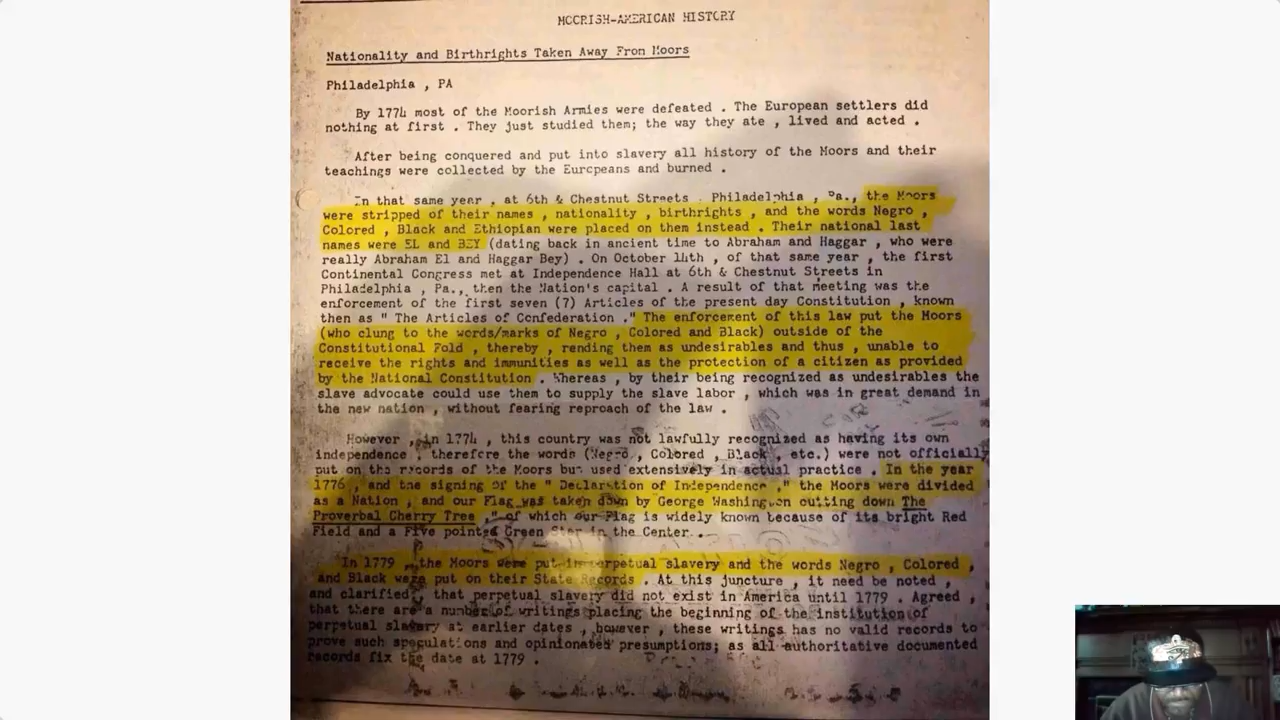 MOORISH-AMERICAN HISTORY
Nationality and Birthrights Taken Away From Moors
Philadelphia , PA
By 1774 most of the Moorish Armies were defeated . The European settlers did
nothing at first . They just studied them; the way they ate , lived and acted .
After being conquered and put into slavery all history of the Moors and their
teachings were collected by the Europeans and burned .
In that same year , at 6th & Chestnut Streets . Philadelphia , Pa., the Moors
were stripped of their names , nationality , birthrights , and the words Negro ,
Colored , Black and Ethiopian were placed on them instead . Their national last
names were EL and BEY (dating back in ancient time to Abraham and Haggar , who were
really Abraham El and Haggar Bey) . On October 14th , of that same year , the first
Continental Congress met at Independence Hall at 6th & Chestnut Streets in
Philadelphia , Pa., then the Nation's capital . A result of that meeting was the
enforcement of the first seven (7) Articles of the present day Constitution , known
then as " The Articles of Confederation ." The enforcement of this law put the Moors
(who clung to the words/marks of Negro , Colored and Black) outside of the
Constitutional Fold , thereby , rending them as undesirables and thus , unable to
receive the rights and immunities as well as the protection of a citizen as provided
by the National Constitution . Whereas , by their being recognized as undesirables the
slave advocate could use them to supply the slave labor , which was in great demand in
the new nation , without fearing reproach of the law .
However , in 1774 , this country was not lawfully recognized as having its own
independence , therefore the words (Negro , Colored , Black , etc.) were not officially
put on the records of the Moors but used extensively in actual practice . In the year
1776 , and the signing of the " Declaration of Independence ," the Moors were divided
as a Nation , and our Flag was taken down by George Washington cutting down The
Proverbal Cherry Tree ," of which our Flag is widely known because of its bright Red
Field and a Five pointed Green Star in the Center .
In 1779 , the Moors were put in perpetual slavery and the words Negro , Colored ,
and Black were put on their State Records . At this juncture , it need be noted ,
and clarified , that perpetual slavery did not exist in America until 1779 . Agreed ,
that there are a number of writings placing the beginning of the institution of
perpetual slavery at earlier dates , however , these writings has no valid records to
prove such speculations and opinionated presumptions; as all authoritative documented
records fix the date at 1779 .